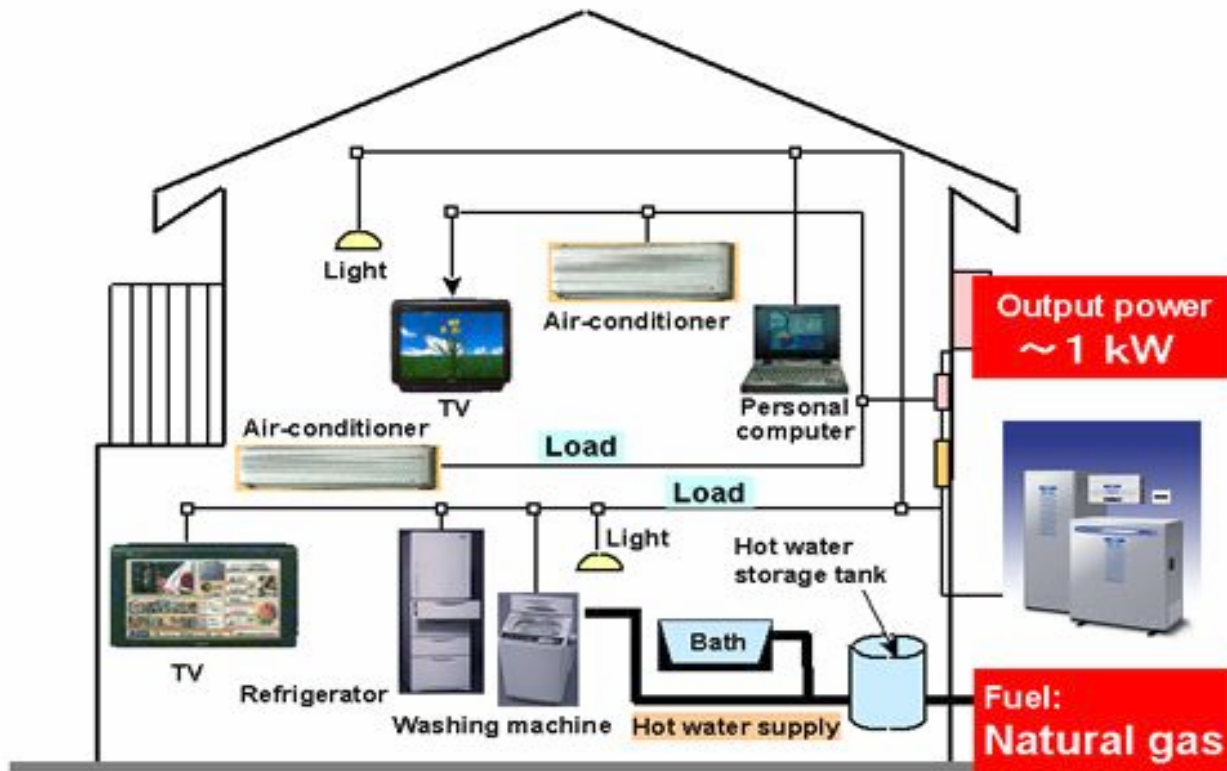 Light
Air-conditioner
Output power
~1 kW
TV
Personal
computer
Air-conditioner
Load
Load
Light
Hot water
storage tank
Bath
TV
Refrigerator
Washing machine
Hot water supply
Fuel:
Natural gas